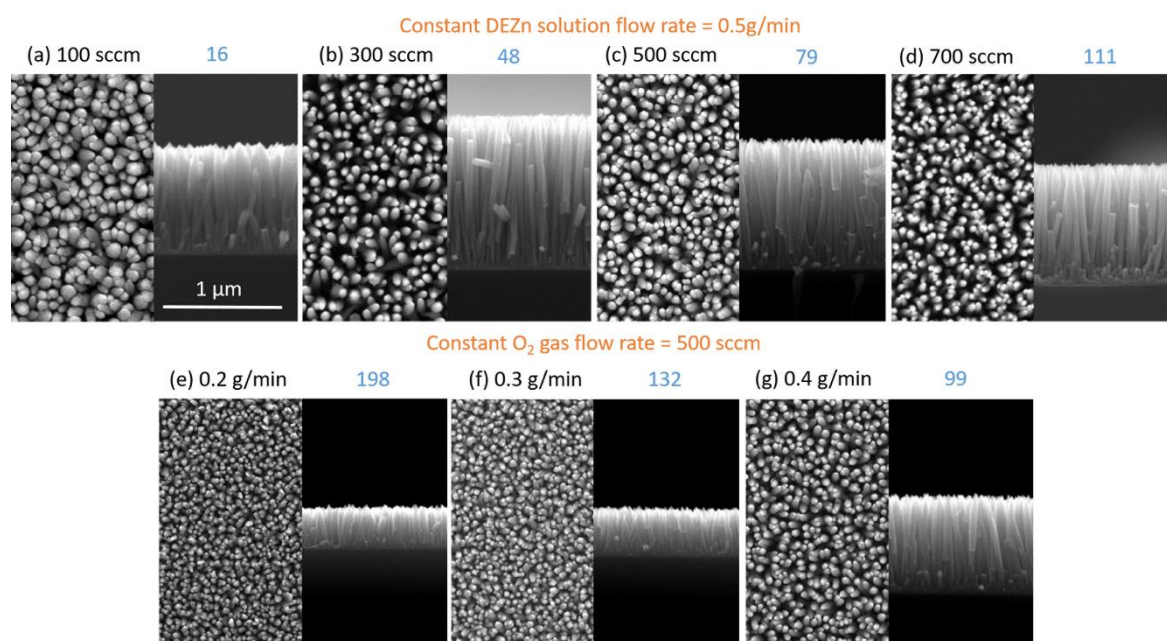 Constant DEZn solution flow rate = 0.5g/min
(a) 100 sccm 16 (b) 300 sccm 48 (c) 500 sccm 79 (d) 700 sccm 111
1 µm
Constant O₂ gas flow rate = 500 sccm
(e) 0.2 g/min 198 (f) 0.3 g/min 132 (g) 0.4 g/min 99